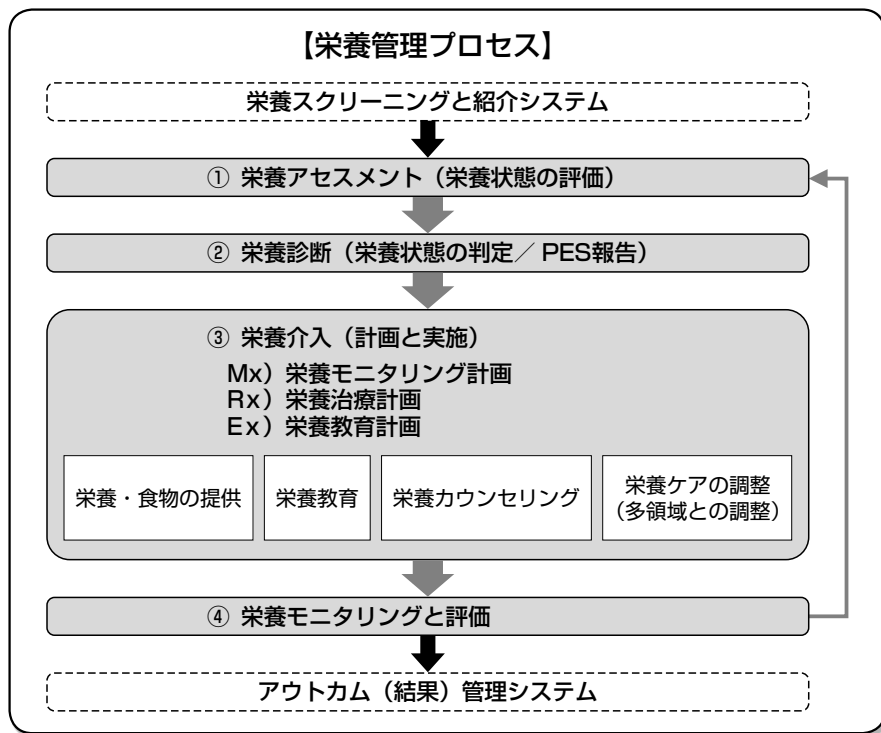 【栄養管理プロセス】
栄養スクリーニングと紹介システム
① 栄養アセスメント（栄養状態の評価）
② 栄養診断（栄養状態の判定／ PES報告）
③ 栄養介入（計画と実施）
Mx）栄養モニタリング計画
Rx）栄養治療計画
Ex）栄養教育計画
栄養・食物の提供
栄養教育
栄養カウンセリング
栄養ケアの調整
（多領域との調整）
④ 栄養モニタリングと評価
アウトカム（結果）管理システム